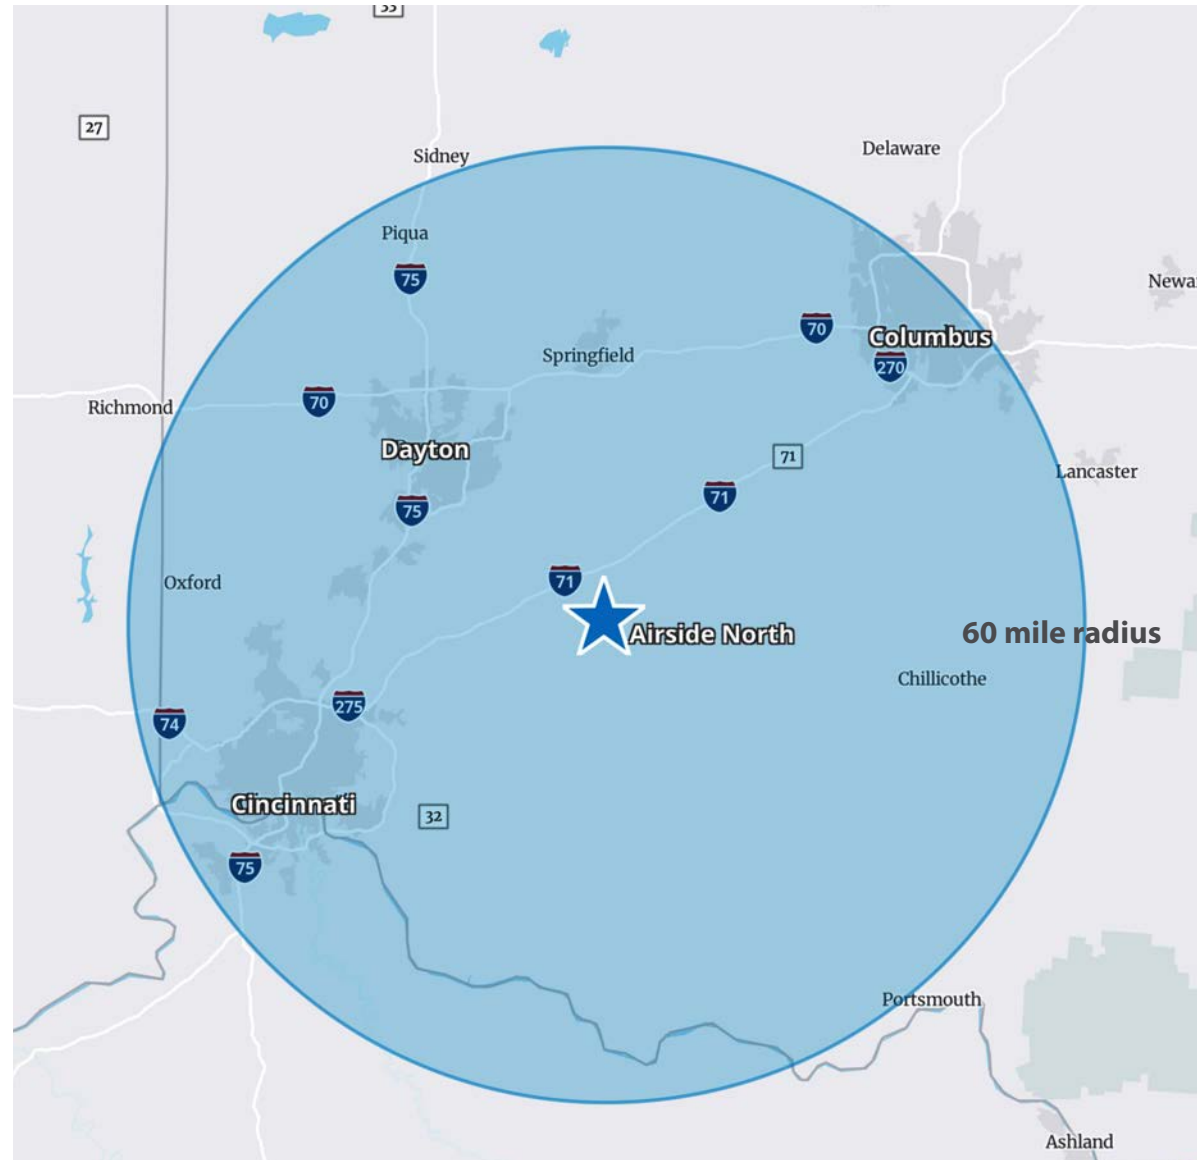 33
27
Sidney
Delaware
Piqua
75
Newa
70
Columbus
Springfield
270
70
Richmond
Dayton
71
Lancaster
71
75
71
Oxford
Airside North
60 mile radius
Chillicothe
275
74
Cincinnati
32
75
Portsmouth
Ashland